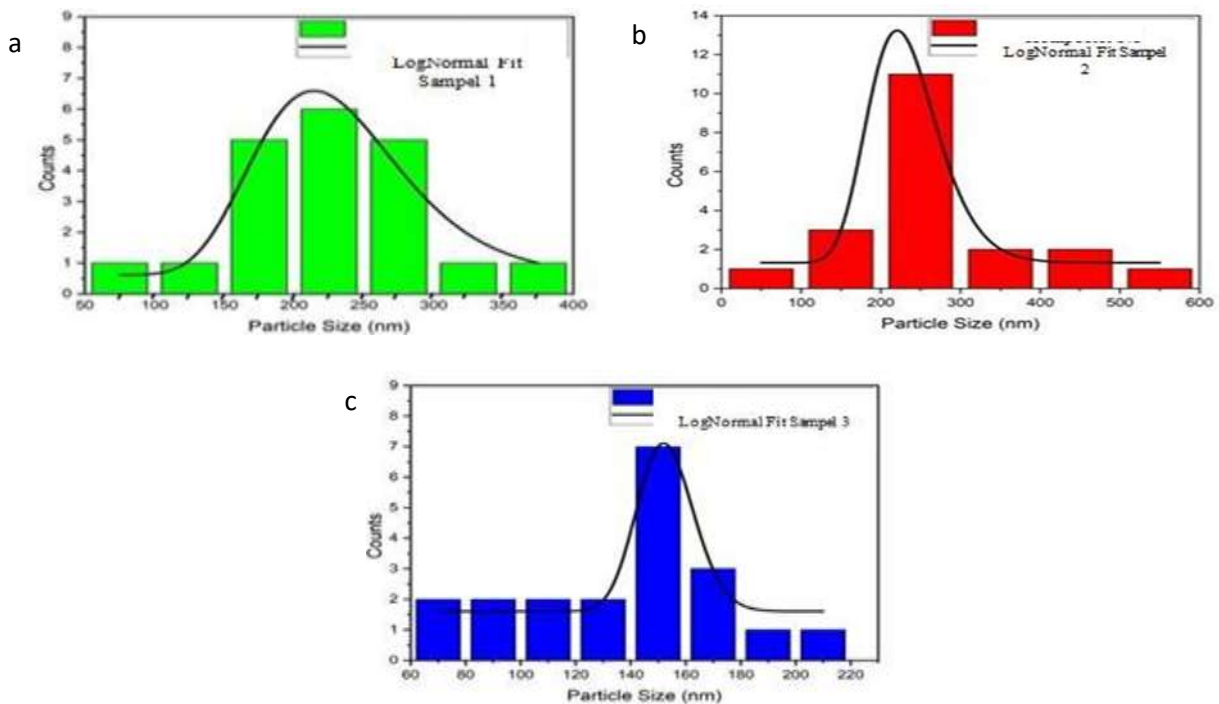 a
9
8
7
6
5
4
3
2
1
0
Counts
LogNormal Fit
Sampel 1
50 100 150 200 250 300 350 400
Particle Size (nm)
b
14
12
10
8
6
4
2
0
Counts
LogNormal Fit Sampel
2
0 100 200 300 400 500 600
Particle Size (nm)
c
9
8
7
6
5
4
3
2
1
0
Counts
LogNormal Fit Sampel 3
60 80 100 120 140 160 180 200 220
Particle Size (nm)